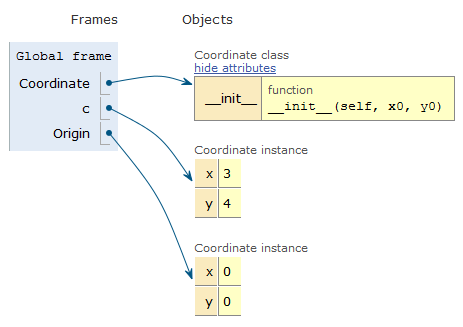 Frames Objects
Global frame
Coordinate
c
Origin
Coordinate class
hide attributes
__init__ function
__init__(self, x0, y0)
Coordinate instance
x 3
y 4
Coordinate instance
x 0
y 0